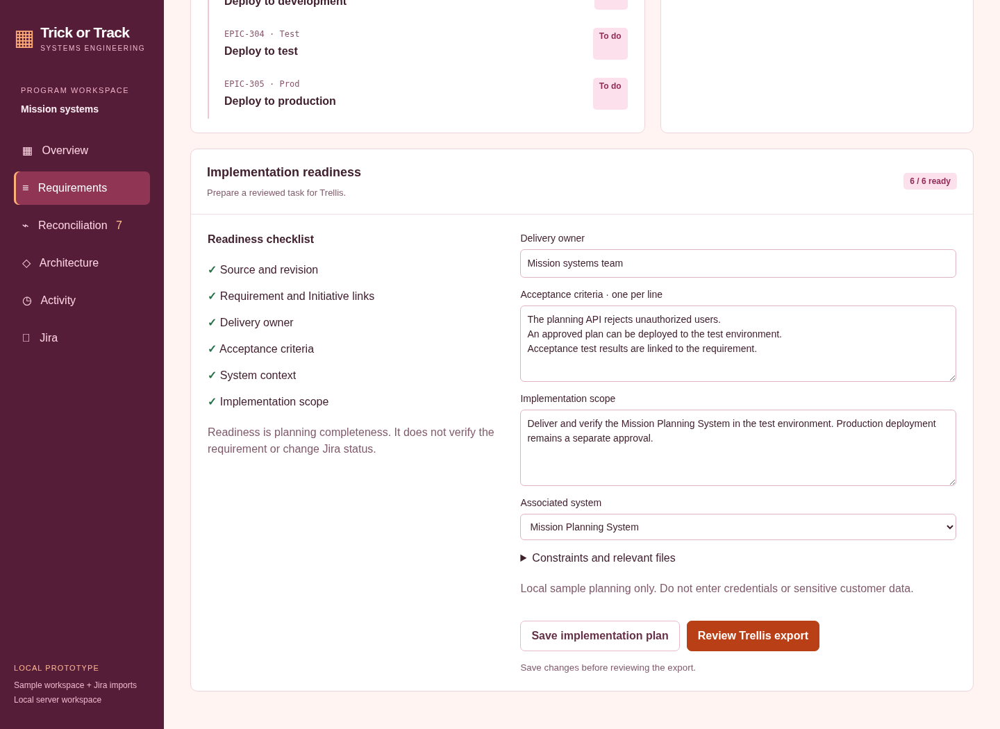 Trick or Track
SYSTEMS ENGINEERING
PROGRAM WORKSPACE
Mission systems
Overview
Requirements
Reconciliation 7
Architecture
Activity
Jira
LOCAL PROTOTYPE
Sample workspace + Jira imports
Local server workspace
Deploy to development
EPIC-304 · Test
Deploy to test
To do
EPIC-305 · Prod
Deploy to production
To do
Implementation readiness
Prepare a reviewed task for Trellis.
6 / 6 ready
Readiness checklist
✓ Source and revision
✓ Requirement and Initiative links
✓ Delivery owner
✓ Acceptance criteria
✓ System context
✓ Implementation scope
Readiness is planning completeness. It does not verify the
requirement or change Jira status.
Delivery owner
Mission systems team
Acceptance criteria · one per line
The planning API rejects unauthorized users.
An approved plan can be deployed to the test environment.
Acceptance test results are linked to the requirement.
Implementation scope
Deliver and verify the Mission Planning System in the test environment. Production deployment
remains a separate approval.
Associated system
Mission Planning System
Constraints and relevant files
Local sample planning only. Do not enter credentials or sensitive customer data.
Save implementation plan
Review Trellis export
Save changes before reviewing the export.